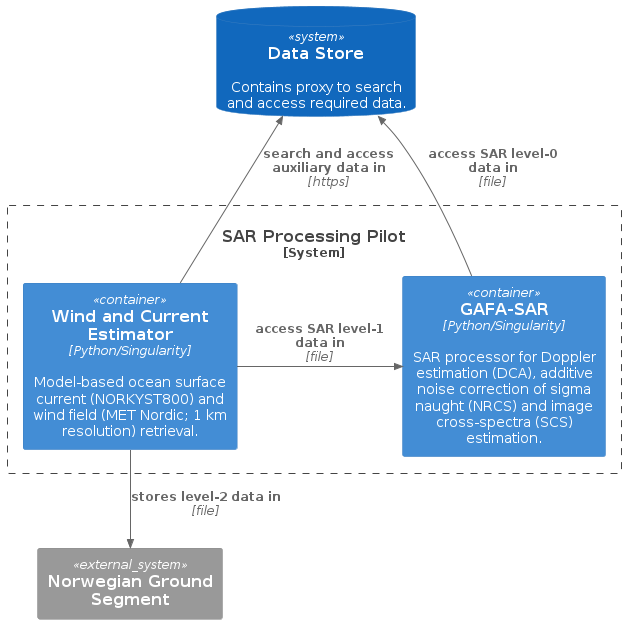 «system»
Data Store
Contains proxy to search
and access required data.
search and access
auxiliary data in
[https]
access SAR level-0
data in
[file]
SAR Processing Pilot
[System]
«container»
Wind and Current
Estimator
[Python/Singularity]
Model-based ocean surface
current (NORKYST800) and
wind field (MET Nordic; 1 km
resolution) retrieval.
access SAR level-1
data in
[file]
«container»
GAFA-SAR
[Python/Singularity]
SAR processor for Doppler
estimation (DCA), additive
noise correction of sigma
naught (NRCS) and image
cross-spectra (SCS)
estimation.
stores level-2 data in
[file]
«external_system»
Norwegian Ground
Segment